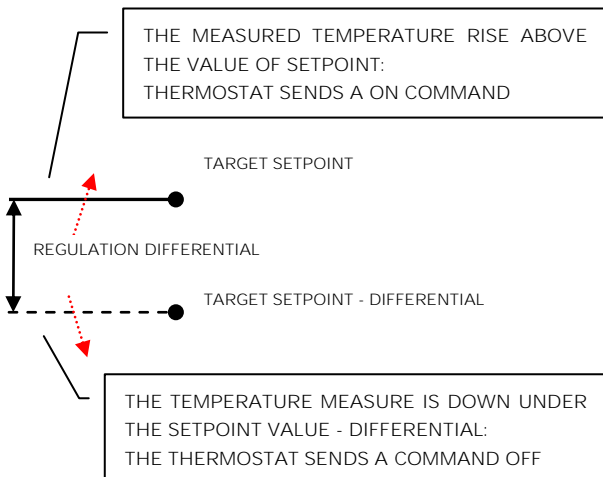 THE MEASURED TEMPERATURE RISE ABOVE
THE VALUE OF SETPOINT:
THERMOSTAT SENDS A ON COMMAND
TARGET SETPOINT
REGULATION DIFFERENTIAL
TARGET SETPOINT - DIFFERENTIAL
THE TEMPERATURE MEASURE IS DOWN UNDER
THE SETPOINT VALUE - DIFFERENTIAL:
THE THERMOSTAT SENDS A COMMAND OFF